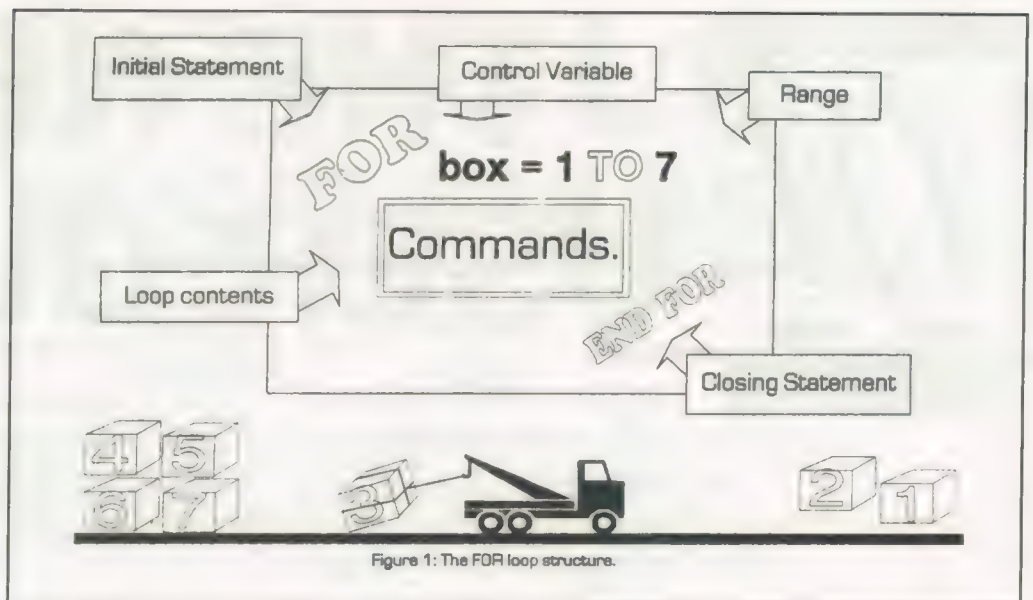 Initial Statement
Control Variable
Range
FOR
box = 1 TO 7
Commands.
Loop contents
END FOR
Closing Statement
4 5
6 7
3
2 1
Figure 1: The FOR loop structure.